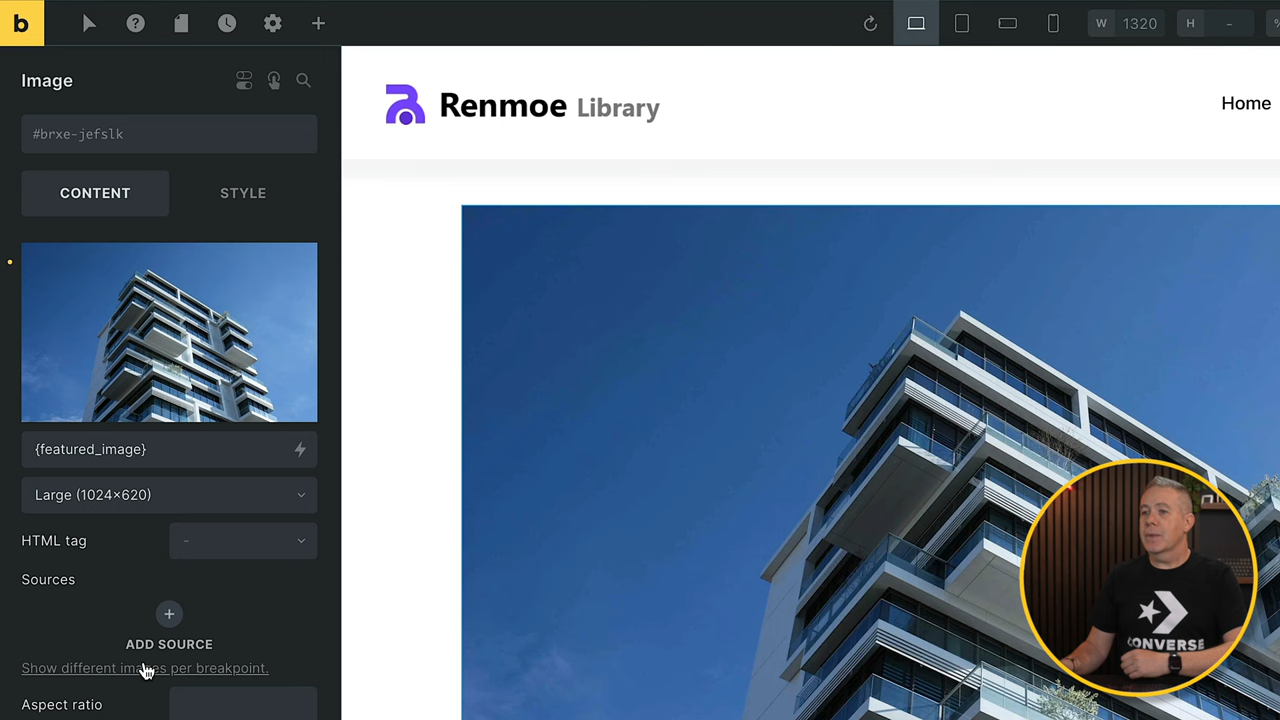 b
W 1320 H - %
Image
#brxe-jefslk
CONTENT STYLE
{featured_image}
Large (1024×620)
HTML tag -
Sources
ADD SOURCE
Show different images per breakpoint.
Aspect ratio
Renmoe Library
Home
CONVERSE